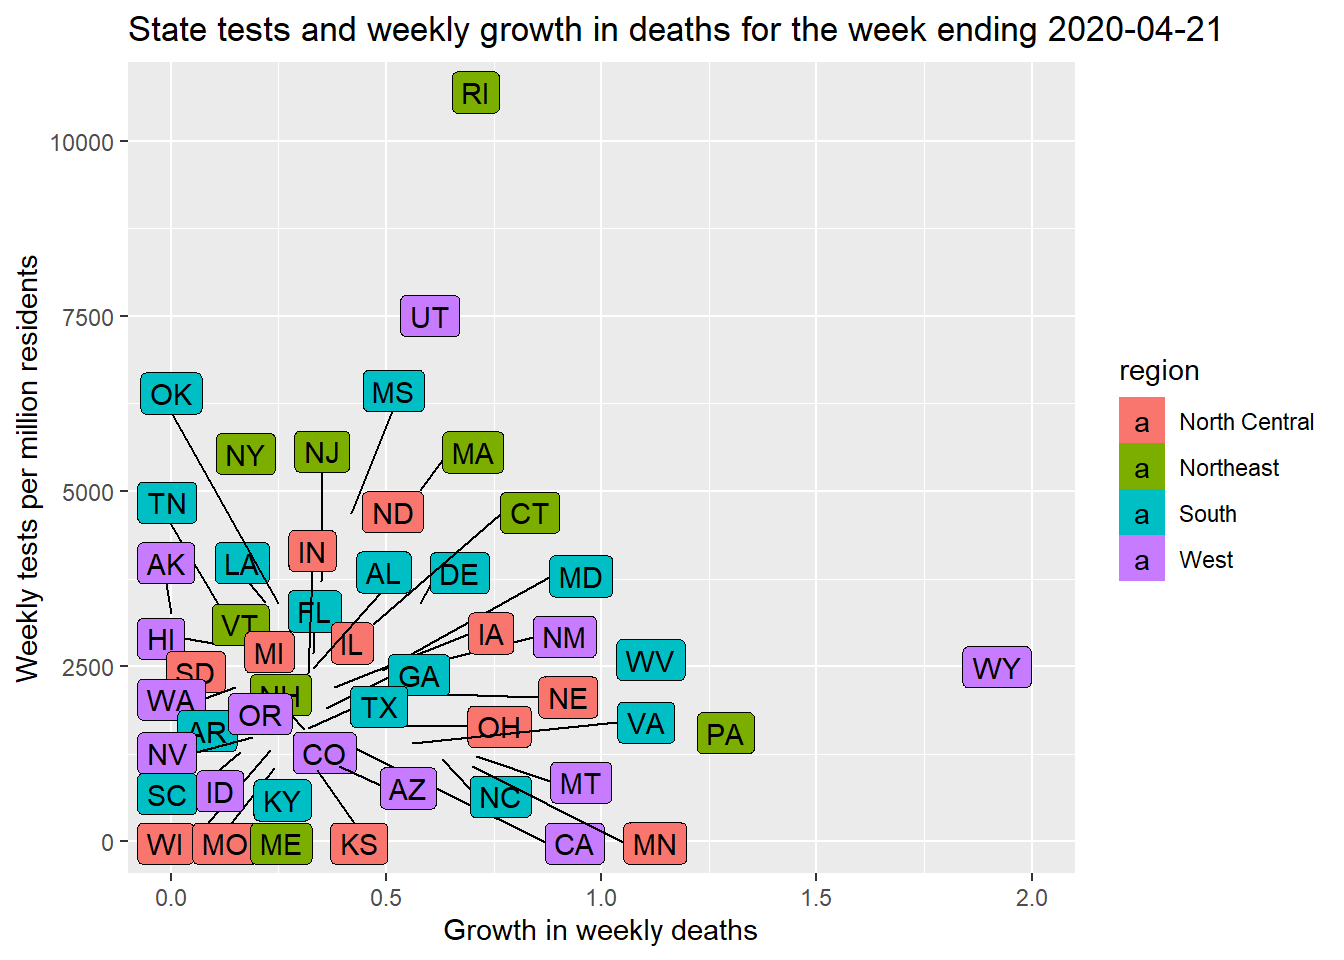 State tests and weekly growth in deaths for the week ending 2020-04-21
RI
10000
UT
7500
OK
MS
NY
NJ
MA
5000
TN
ND
CT
IN
AK
LA
AL
DE
MD
FL
VT
HI
MI
IL
IA
NM
2500
SD
GA
WV
WY
WA
NH
OR
TX
NE
AR
OH
VA
PA
NV
CO
SC
ID
KY
AZ
NC
MT
0
WI
MO
ME
KS
CA
MN
0.0
0.5
1.0
1.5
2.0
Growth in weekly deaths
Weekly tests per million residents
region
a North Central
a Northeast
a South
a West